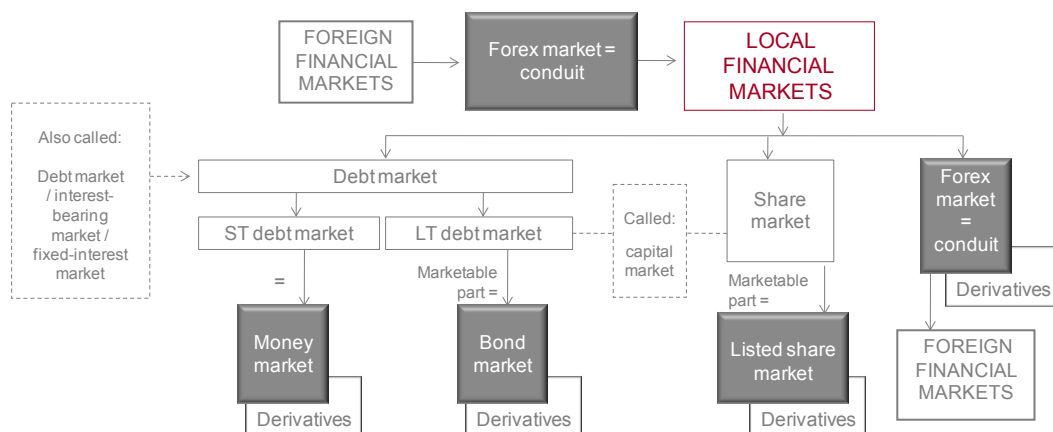 FOREIGN
FINANCIAL
MARKETS
Forex market =
conduit
LOCAL
FINANCIAL
MARKETS
Also called:
Debt market
/ interest-
bearing
market /
fixed-interest
market
Debt market
ST debt market
LT debt market
Called:
capital
market
Share
market
Forex
market
=
conduit
Derivatives
=
Marketable
part =
Marketable
part =
Money
market
Derivatives
Bond
market
Derivatives
Listed share
market
Derivatives
FOREIGN
FINANCIAL
MARKETS